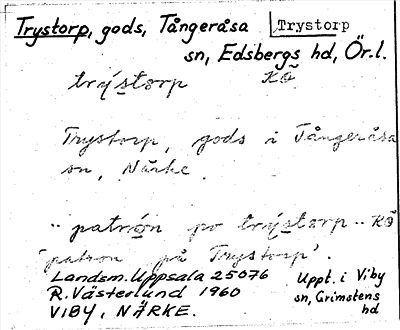 Trystorp, gods, Tångeråsa Trystorp
sn, Edsbergs hd, Ör.l.
trýstorp Kö
Trystorp, gods i Tångeråsa
sn, Närke.
-- patrón po trýstorp -- Kö
'patron på Trystorp'.
Landsm. Uppsala 25076 Uppt. i Viby
R. Västerlund 1960 sn, Grimstens
VIBY, NÄRKE. hd